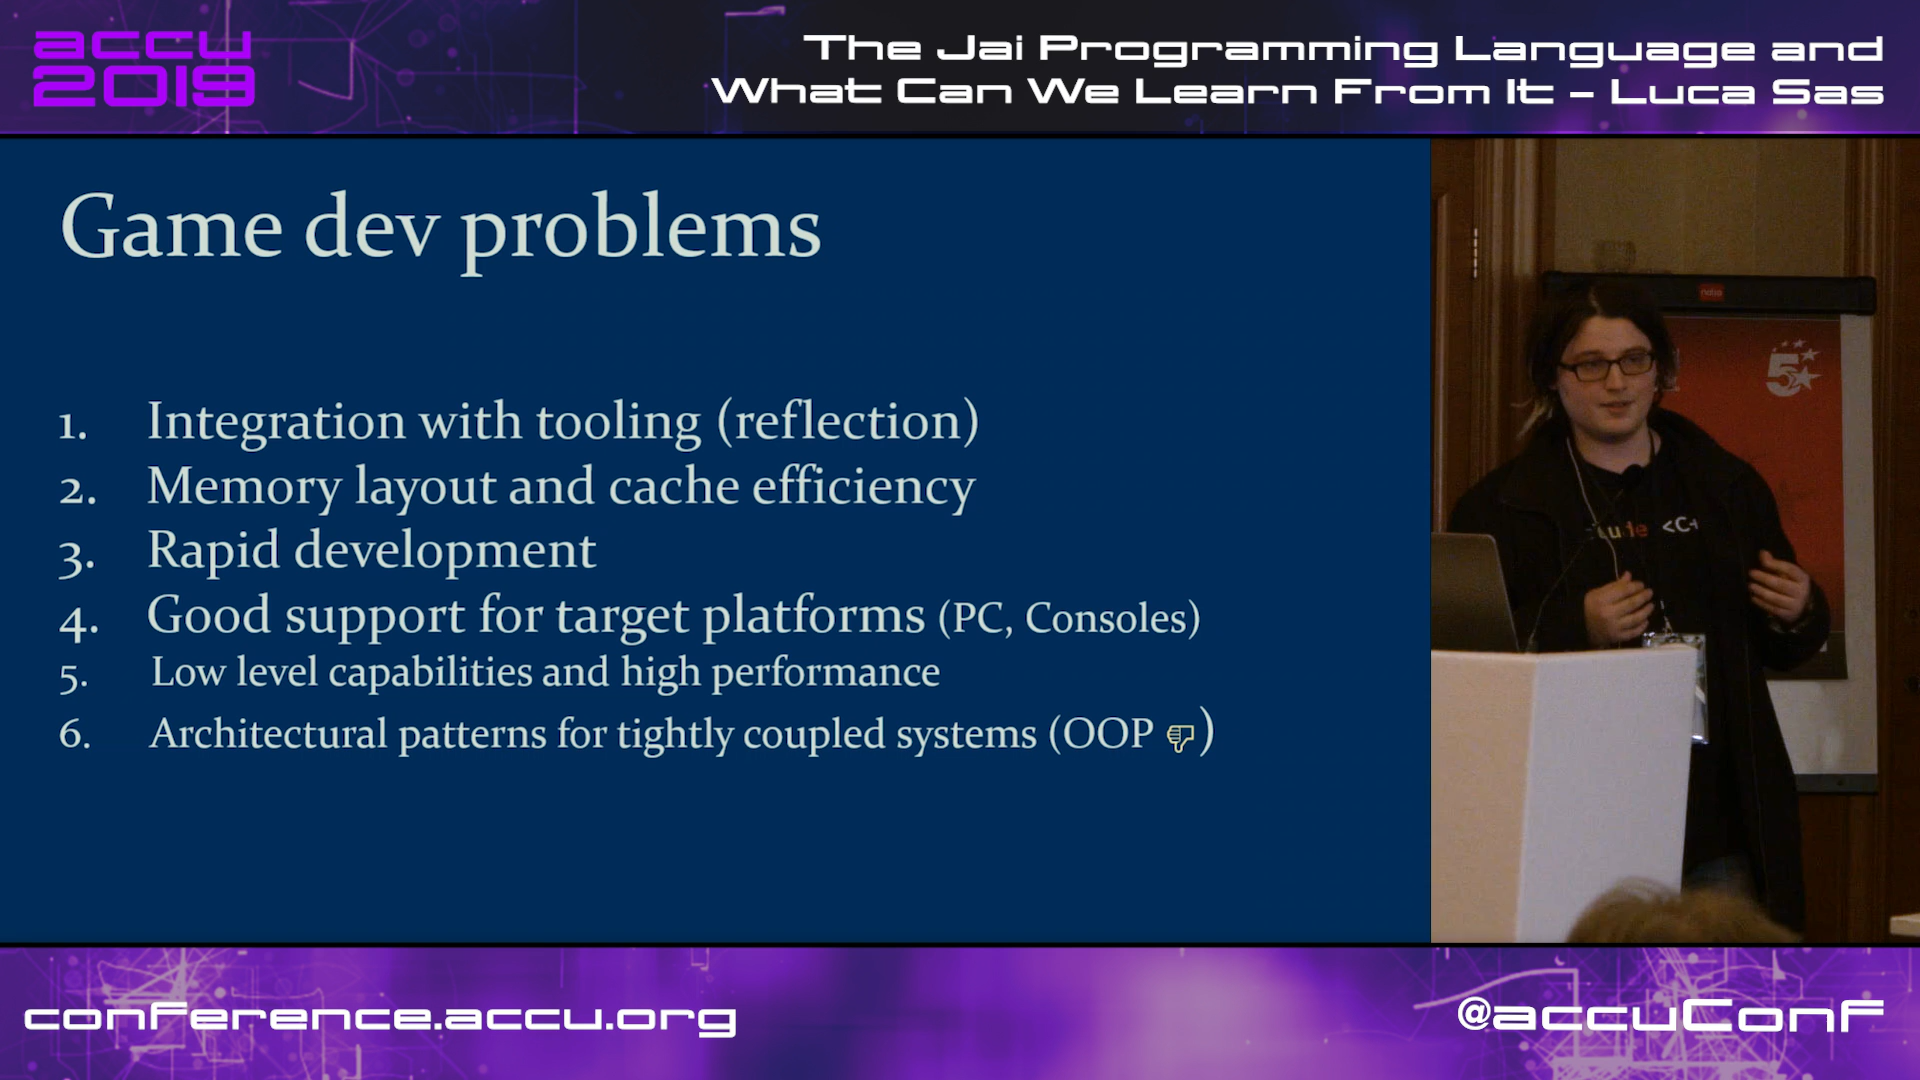 accu
2019
The Jai Programming Language and
What Can We Learn From It - Luca Sas
Game dev problems
1. Integration with tooling (reflection)
2. Memory layout and cache efficiency
3. Rapid development
4. Good support for target platforms (PC, Consoles)
5. Low level capabilities and high performance
6. Architectural patterns for tightly coupled systems (OOP 👎)
nobo
5
lude <C+
conference.accu.org
@accuConf